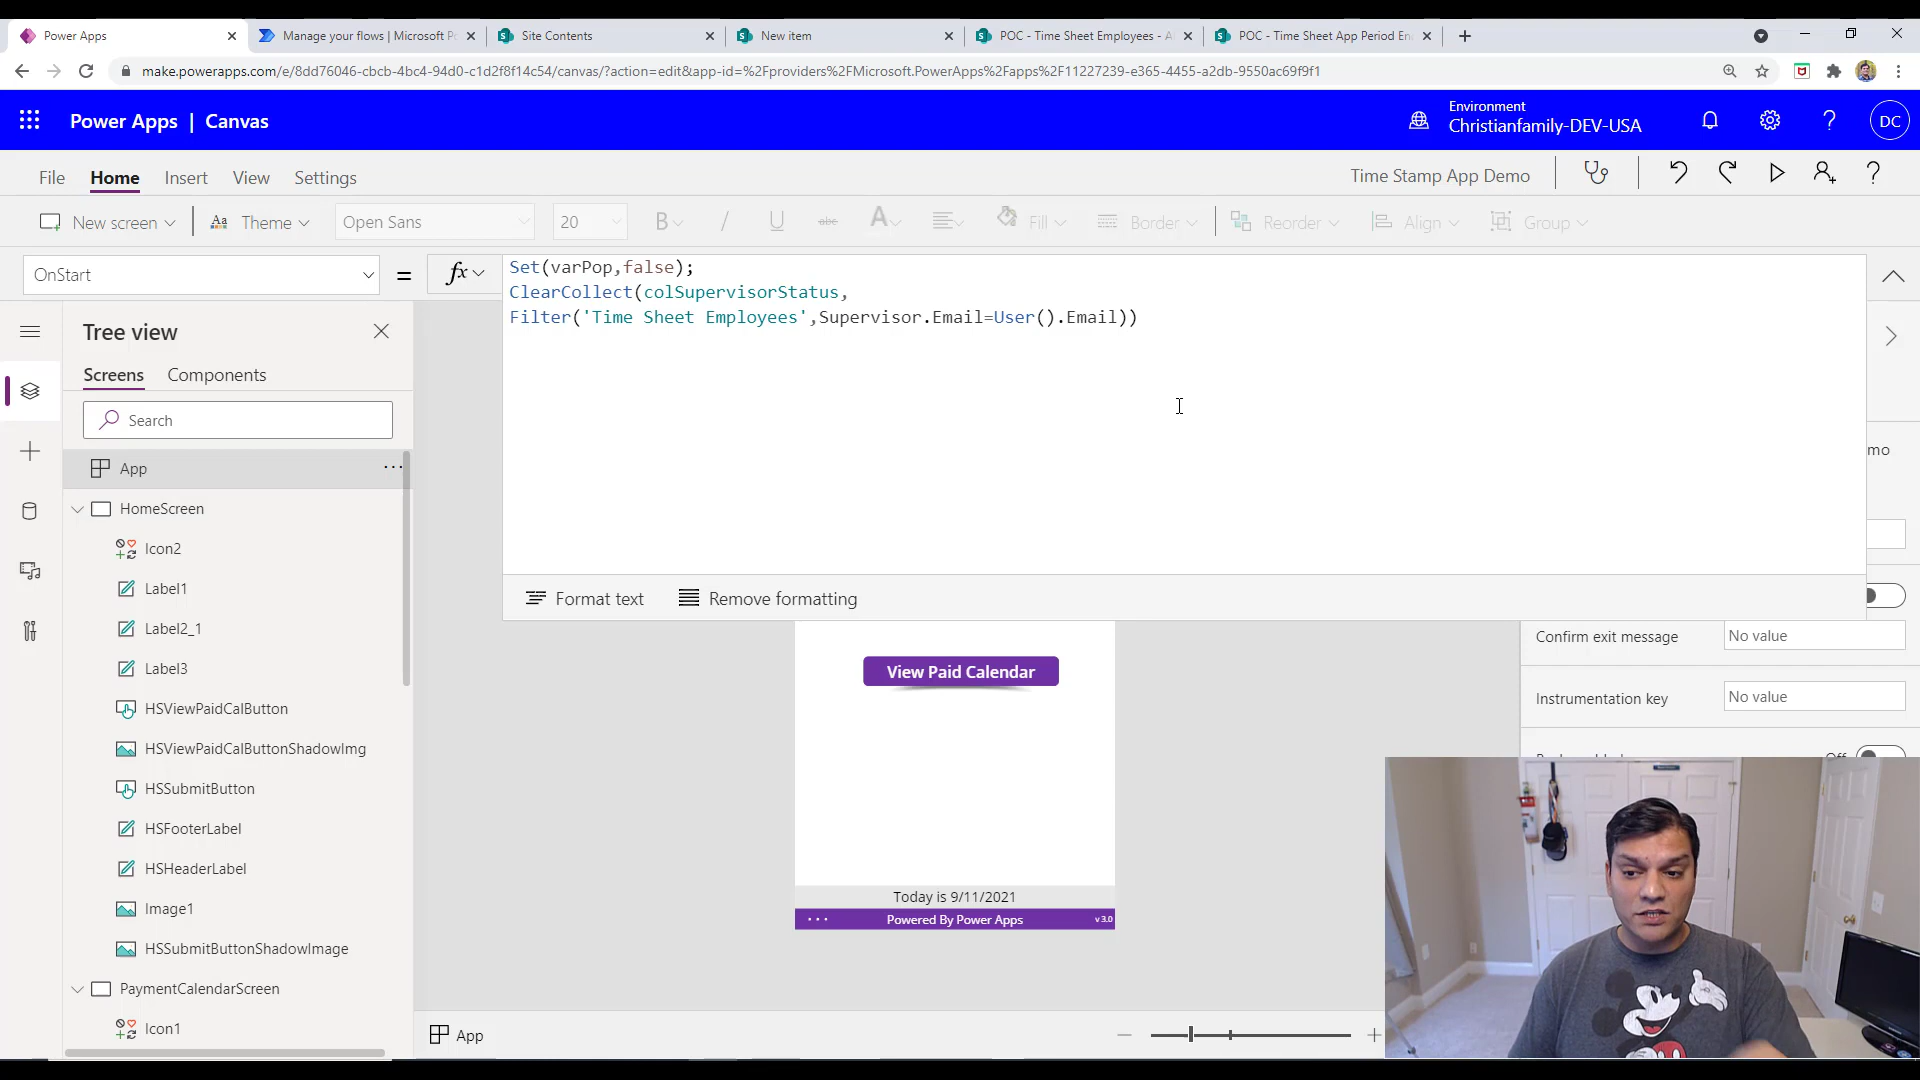 Power Apps
Manage your flows | Microsoft Po
Site Contents
New item
POC - Time Sheet Employees - A
POC - Time Sheet App Period En
make.powerapps.com/e/8dd76046-cbcb-4bc4-94d0-c1d2f8f14c54/canvas/?action=edit&app-id=%2Fproviders%2FMicrosoft.PowerApps%2Fapps%2F11227239-e365-4455-a2db-9550ac69f9f1
Power Apps | Canvas
Environment
Christianfamily-DEV-USA
DC
File
Home
Insert
View
Settings
Time Stamp App Demo
New screen
Theme
Open Sans
20
B
/
U
abc
A
Fill
Border
Reorder
Align
Group
OnStart
=
fx
Set(varPop,false);
ClearCollect(colSupervisorStatus,
Filter('Time Sheet Employees',Supervisor.Email=User().Email))
Tree view
Screens
Components
Search
App
HomeScreen
Icon2
Label1
Label2_1
Label3
HSViewPaidCalButton
HSViewPaidCalButtonShadowImg
HSSubmitButton
HSFooterLabel
HSHeaderLabel
Image1
HSSubmitButtonShadowImage
PaymentCalendarScreen
Icon1
mo
Format text
Remove formatting
Confirm exit message
No value
Instrumentation key
No value
Off
View Paid Calendar
Today is 9/11/2021
Powered By Power Apps
v 3.0
App